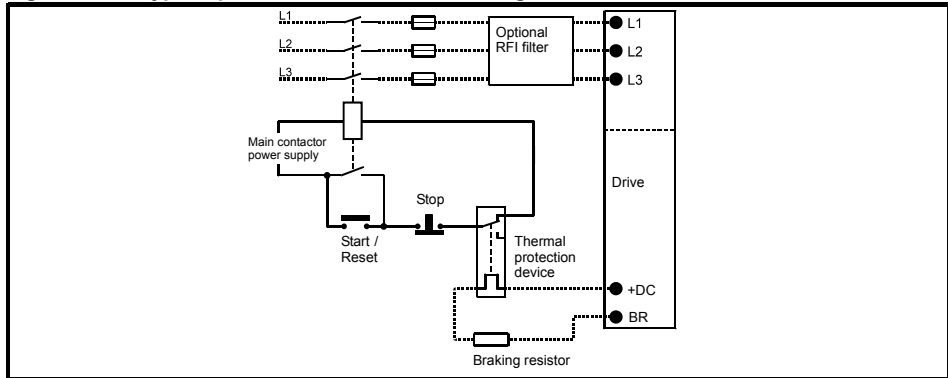 L1
L2
L3
Optional
RFI filter
L1
L2
L3
Main contactor
power supply
Drive
Stop
Start /
Reset
Thermal
protection
device
+DC
BR
Braking resistor